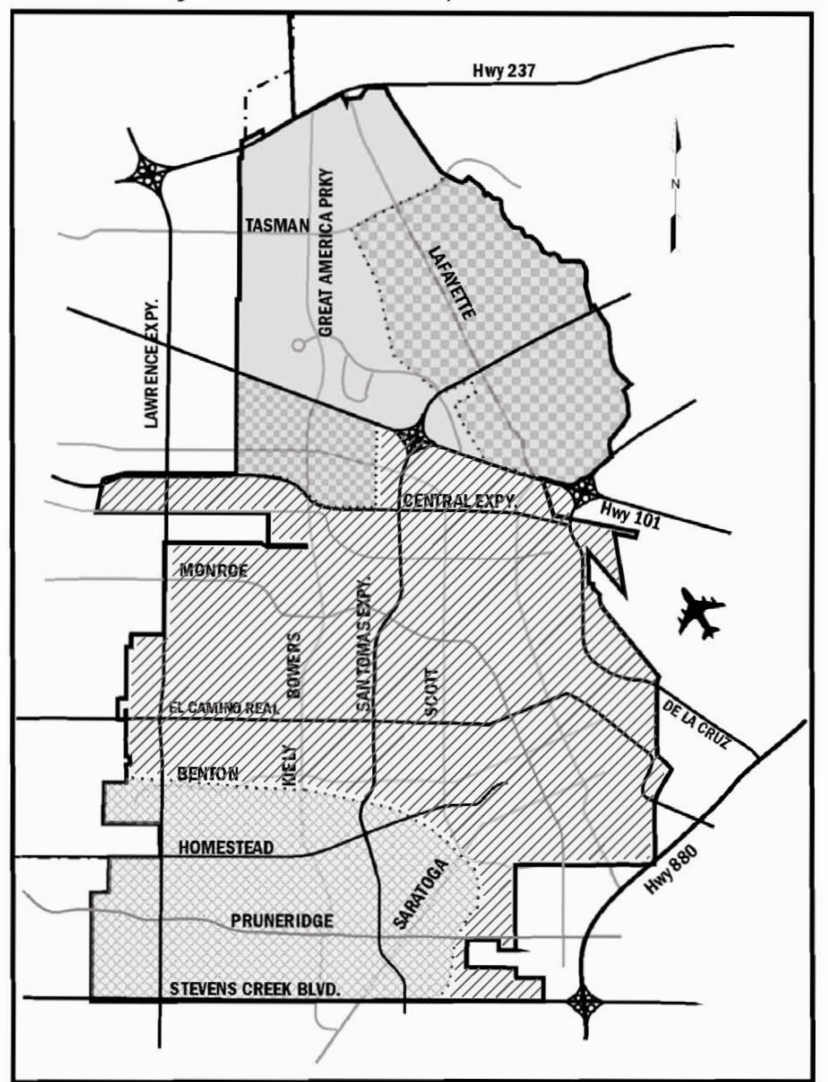 Hwy 237
N
TASMAN
GREAT AMERICA PRKY
LAFAYETTE
LAWRENCE EXPY.
CENTRAL EXPY.
Hwy 101
MONROE
SAN TOMAS EXPY.
BOWERS
SCOTT
EL CAMINO REAL
DE LA CRUZ
BENTON
KIELY
HOMESTEAD
SARATOGA
Hwy 880
PRUNERIDGE
STEVENS CREEK BLVD.